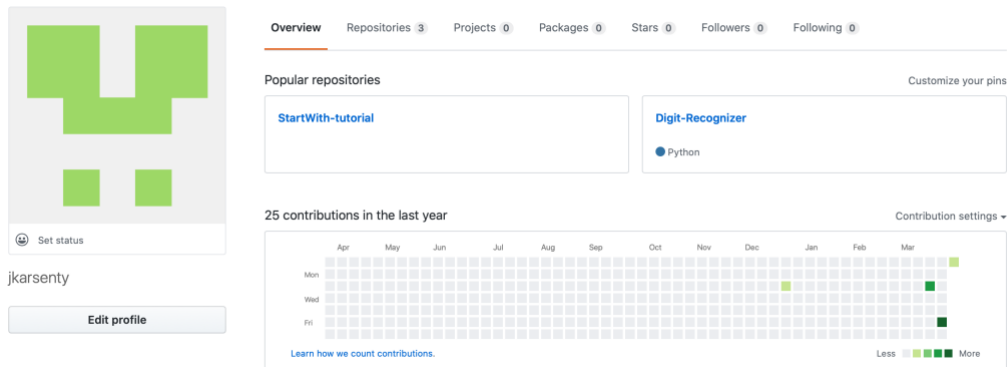 Overview Repositories 3 Projects 0 Packages 0 Stars 0 Followers 0 Following 0
Popular repositories Customize your pins
StartWith-tutorial Digit-Recognizer
Python
25 contributions in the last year Contribution settings
Set status
jkarsenty
Edit profile
Apr May Jun Jul Aug Sep Oct Nov Dec Jan Feb Mar
Mon
Wed
Fri
Learn how we count contributions. Less More